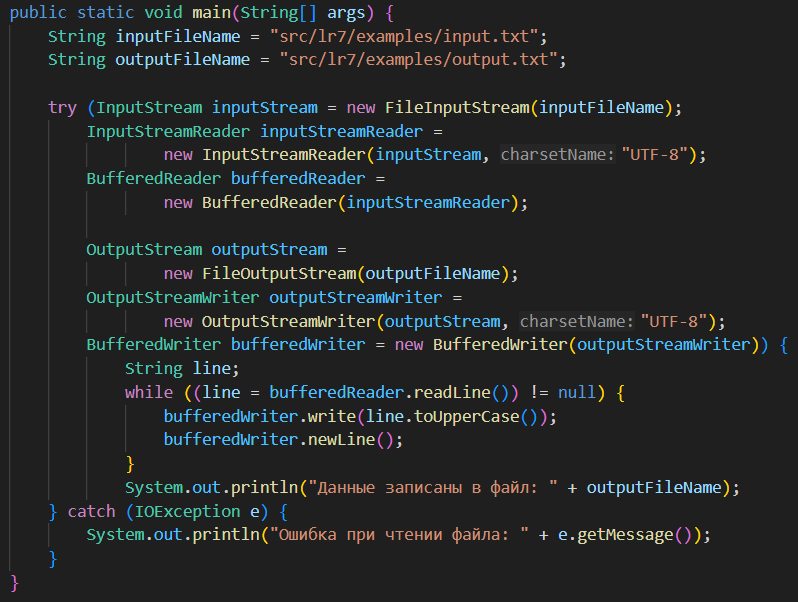 public static void main(String[] args) {
    String inputFileName = "src/lr7/examples/input.txt";
    String outputFileName = "src/lr7/examples/output.txt";

    try (InputStream inputStream = new FileInputStream(inputFileName);
        InputStreamReader inputStreamReader =
                new InputStreamReader(inputStream, charsetName: "UTF-8");
        BufferedReader bufferedReader =
                new BufferedReader(inputStreamReader);

        OutputStream outputStream =
                new FileOutputStream(outputFileName);
        OutputStreamWriter outputStreamWriter =
                new OutputStreamWriter(outputStream, charsetName: "UTF-8");
        BufferedWriter bufferedWriter = new BufferedWriter(outputStreamWriter)) {
            String line;
            while ((line = bufferedReader.readLine()) != null) {
                bufferedWriter.write(line.toUpperCase());
                bufferedWriter.newLine();
            }
            System.out.println("Данные записаны в файл: " + outputFileName);
    } catch (IOException e) {
        System.out.println("Ошибка при чтении файла: " + e.getMessage());
    }
}